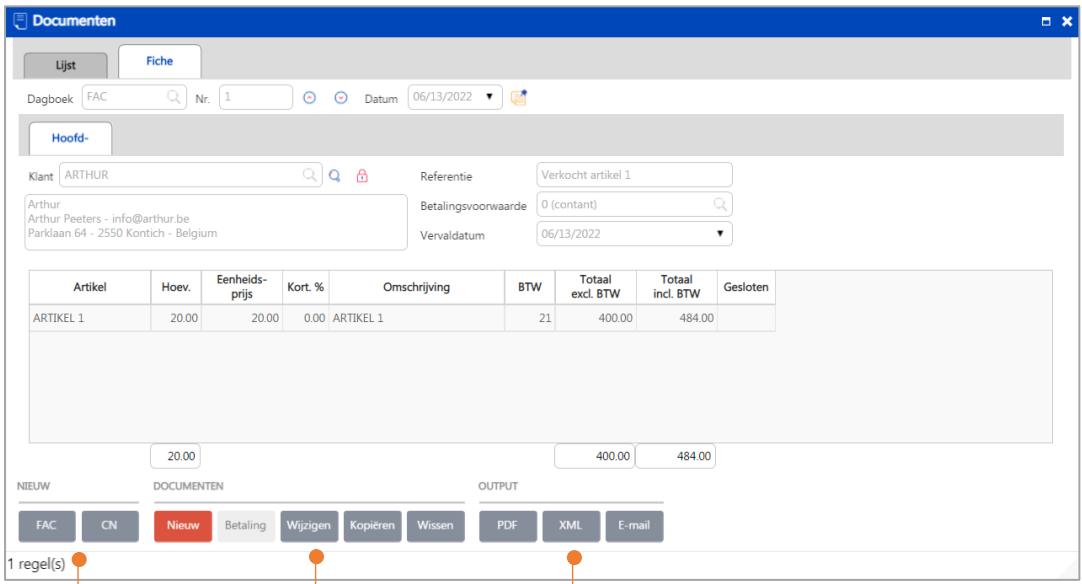 Documenten
Lijst Fiche
Dagboek FAC Nr. 1 Datum 06/13/2022
Hoofd-
Klant ARTHUR Referentie Verkocht artikel 1
Arthur
Arthur Peeters - info@arthur.be
Parklaan 64 - 2550 Kontich - Belgium
Betalingsvoorwaarde 0 (contant)
Vervaldatum 06/13/2022
Artikel Hoev. Eenheids-prijs Kort. % Omschrijving BTW Totaal excl. BTW Totaal incl. BTW Gesloten
ARTIKEL 1 20.00 20.00 0.00 ARTIKEL 1 21 400.00 484.00
20.00 400.00 484.00
NIEUW DOCUMENTEN OUTPUT
FAC CN Nieuw Betaling Wijzigen Kopiëren Wissen PDF XML E-mail
1 regel(s)